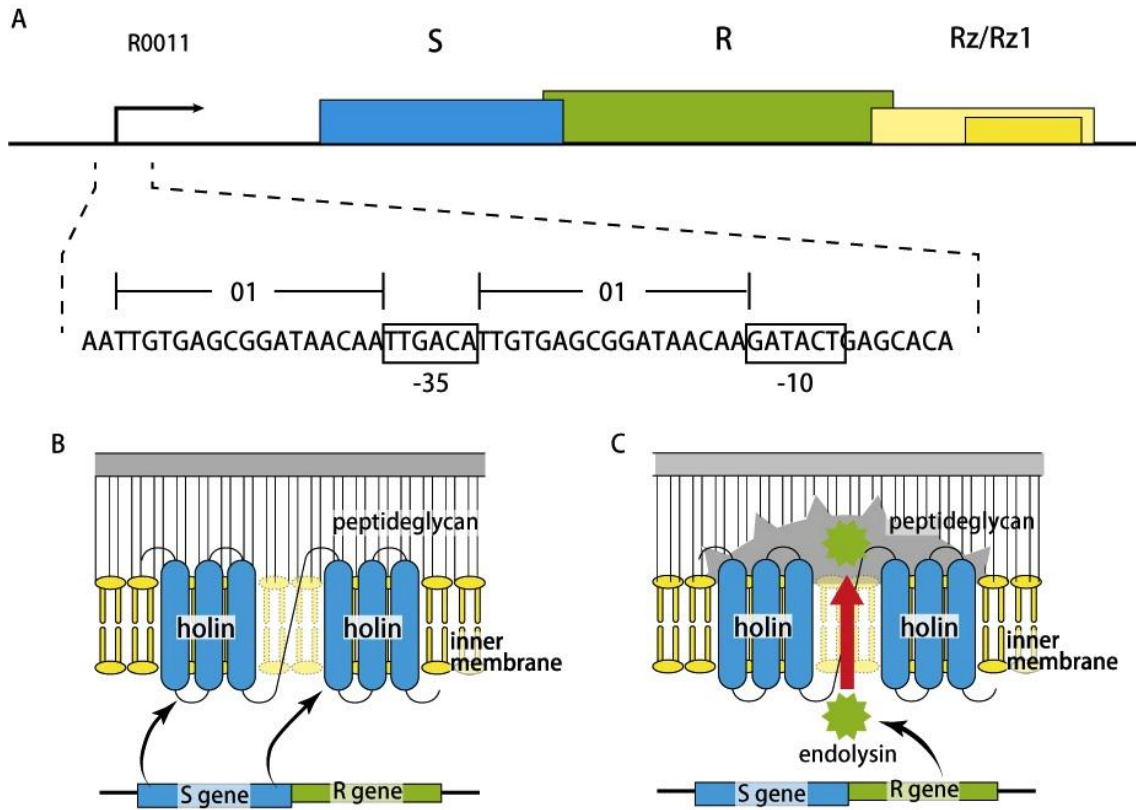 A
R0011
S
R
Rz/Rz1
01
01
AATTGTGAGCGGATAACAATTGACATTGTGAGCGGATAACAAGATACTGAGCACA
-35
-10
B
peptideglycan
holin
holin
inner
membrane
S gene
R gene
C
peptideglycan
holin
holin
inner
membrane
endolysin
S gene
R gene